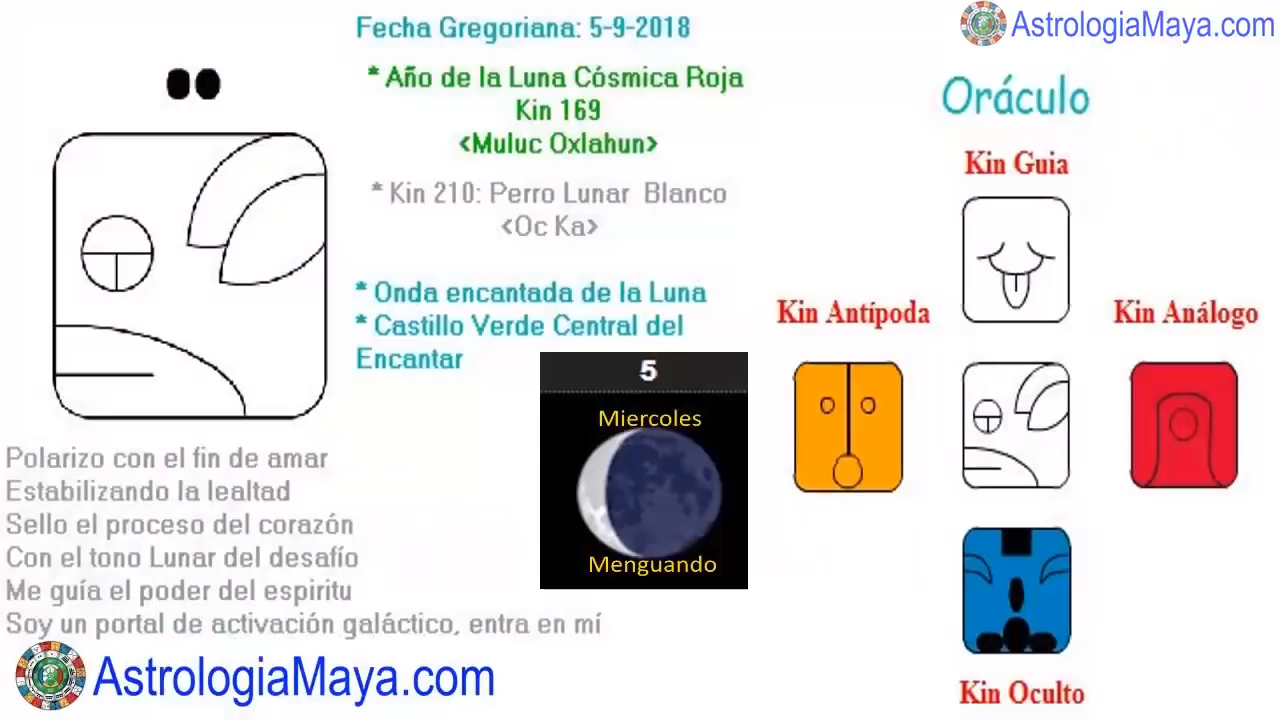 Fecha Gregoriana: 5-9-2018
* Año de la Luna Cósmica Roja
Kin 169
<Muluc Oxlahun>
* Kin 210: Perro Lunar Blanco
<Oc Ka>
* Onda encantada de la Luna
* Castillo Verde Central del
Encantar
5
Miercoles
Menguando
Polarizo con el fin de amar
Estabilizando la lealtad
Sello el proceso del corazón
Con el tono Lunar del desafío
Me guía el poder del espiritu
Soy un portal de activación galáctico, entra en mí
AstrologiaMaya.com
AstrologiaMaya.com
Oráculo
Kin Guia
Kin Antípoda
Kin Análogo
Kin Oculto